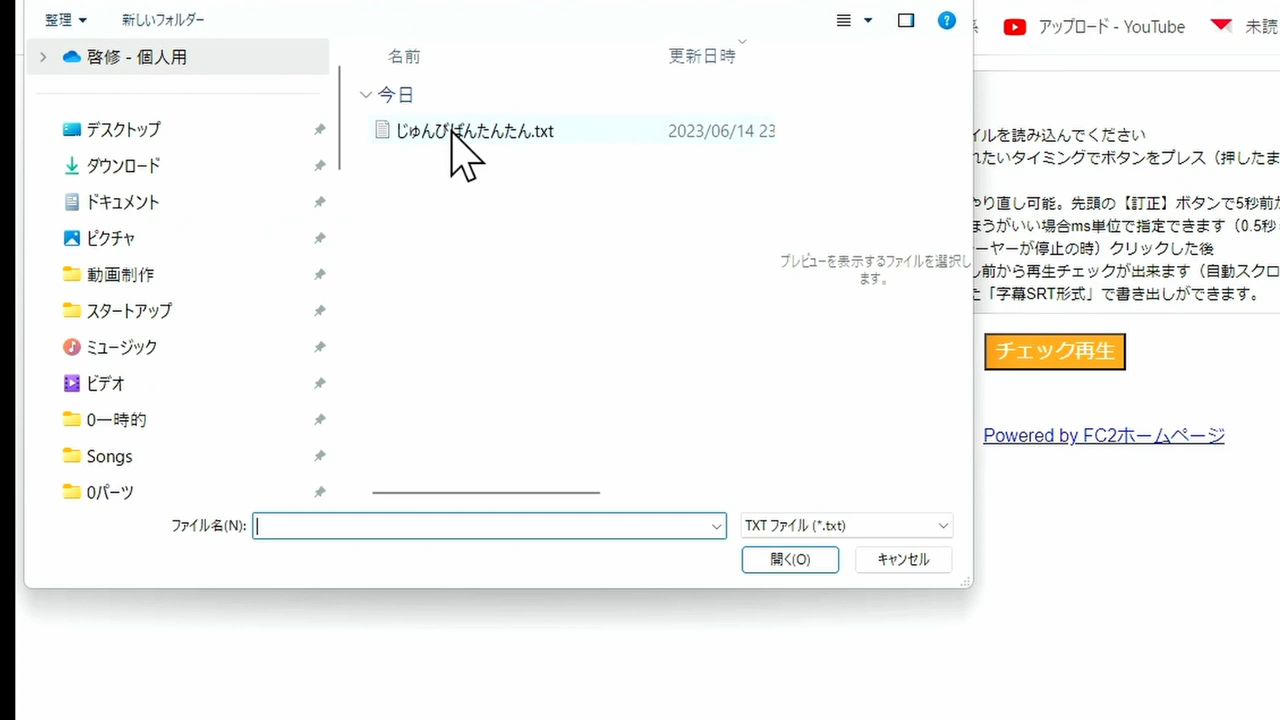 整理
新しいフォルダー
アップロード - YouTube
未読
啓修 - 個人用
名前
更新日時
今日
デスクトップ
じゅんびばんたんたん.txt
2023/06/14 23
イルを読み込んでください
ダウンロード
れたいタイミングでボタンをプレス（押したま
ドキュメント
やり直し可能。先頭の【訂正】ボタンで5秒前か
ピクチャ
ほうがいい場合ms単位で指定できます（0.5秒
ーヤーが停止の時）クリックした後
プレビューを表示するファイルを選択し
ます。
動画制作
し前から再生チェックが出来ます（自動スクロ
た「字幕SRT形式」で書き出しができます。
スタートアップ
ミュージック
チェック再生
ビデオ
0一時的
Powered by FC2ホームページ
Songs
0パーツ
ファイル名(N):
TXT ファイル (*.txt)
開く(O)
キャンセル